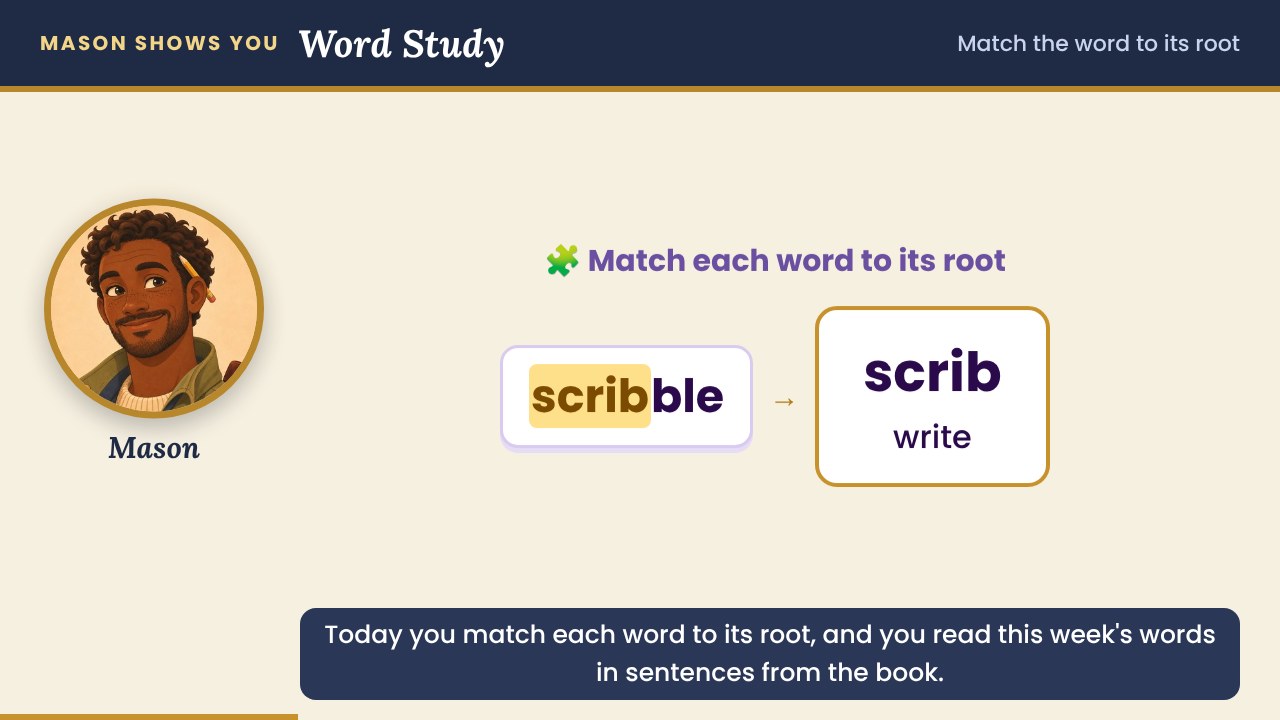 MASON SHOWS YOU Word Study
Match the word to its root
Mason
🧩 Match each word to its root
scribble → scrib
write
Today you match each word to its root, and you read this week's words
in sentences from the book.